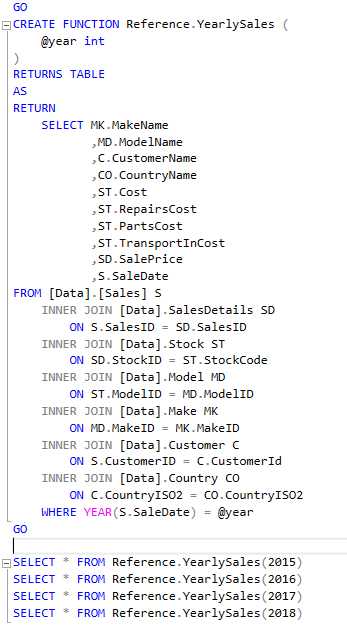 GO
CREATE FUNCTION Reference.YearlySales (
@year int
)
RETURNS TABLE
AS
RETURN
SELECT MK.MakeName
,MD.ModelName
,C.CustomerName
,CO.CountryName
,ST.Cost
,ST.RepairsCost
,ST.PartsCost
,ST.TransportInCost
,SD.SalePrice
,S.SaleDate
FROM [Data].[Sales] S
INNER JOIN [Data].SalesDetails SD
ON S.SalesID = SD.SalesID
INNER JOIN [Data].Stock ST
ON SD.StockID = ST.StockCode
INNER JOIN [Data].Model MD
ON ST.ModelID = MD.ModelID
INNER JOIN [Data].Make MK
ON MD.MakeID = MK.MakeID
INNER JOIN [Data].Customer C
ON S.CustomerID = C.CustomerId
INNER JOIN [Data].Country CO
ON C.CountryISO2 = CO.CountryISO2
WHERE YEAR(S.SaleDate) = @year
GO
SELECT * FROM Reference.YearlySales(2015)
SELECT * FROM Reference.YearlySales(2016)
SELECT * FROM Reference.YearlySales(2017)
SELECT * FROM Reference.YearlySales(2018)